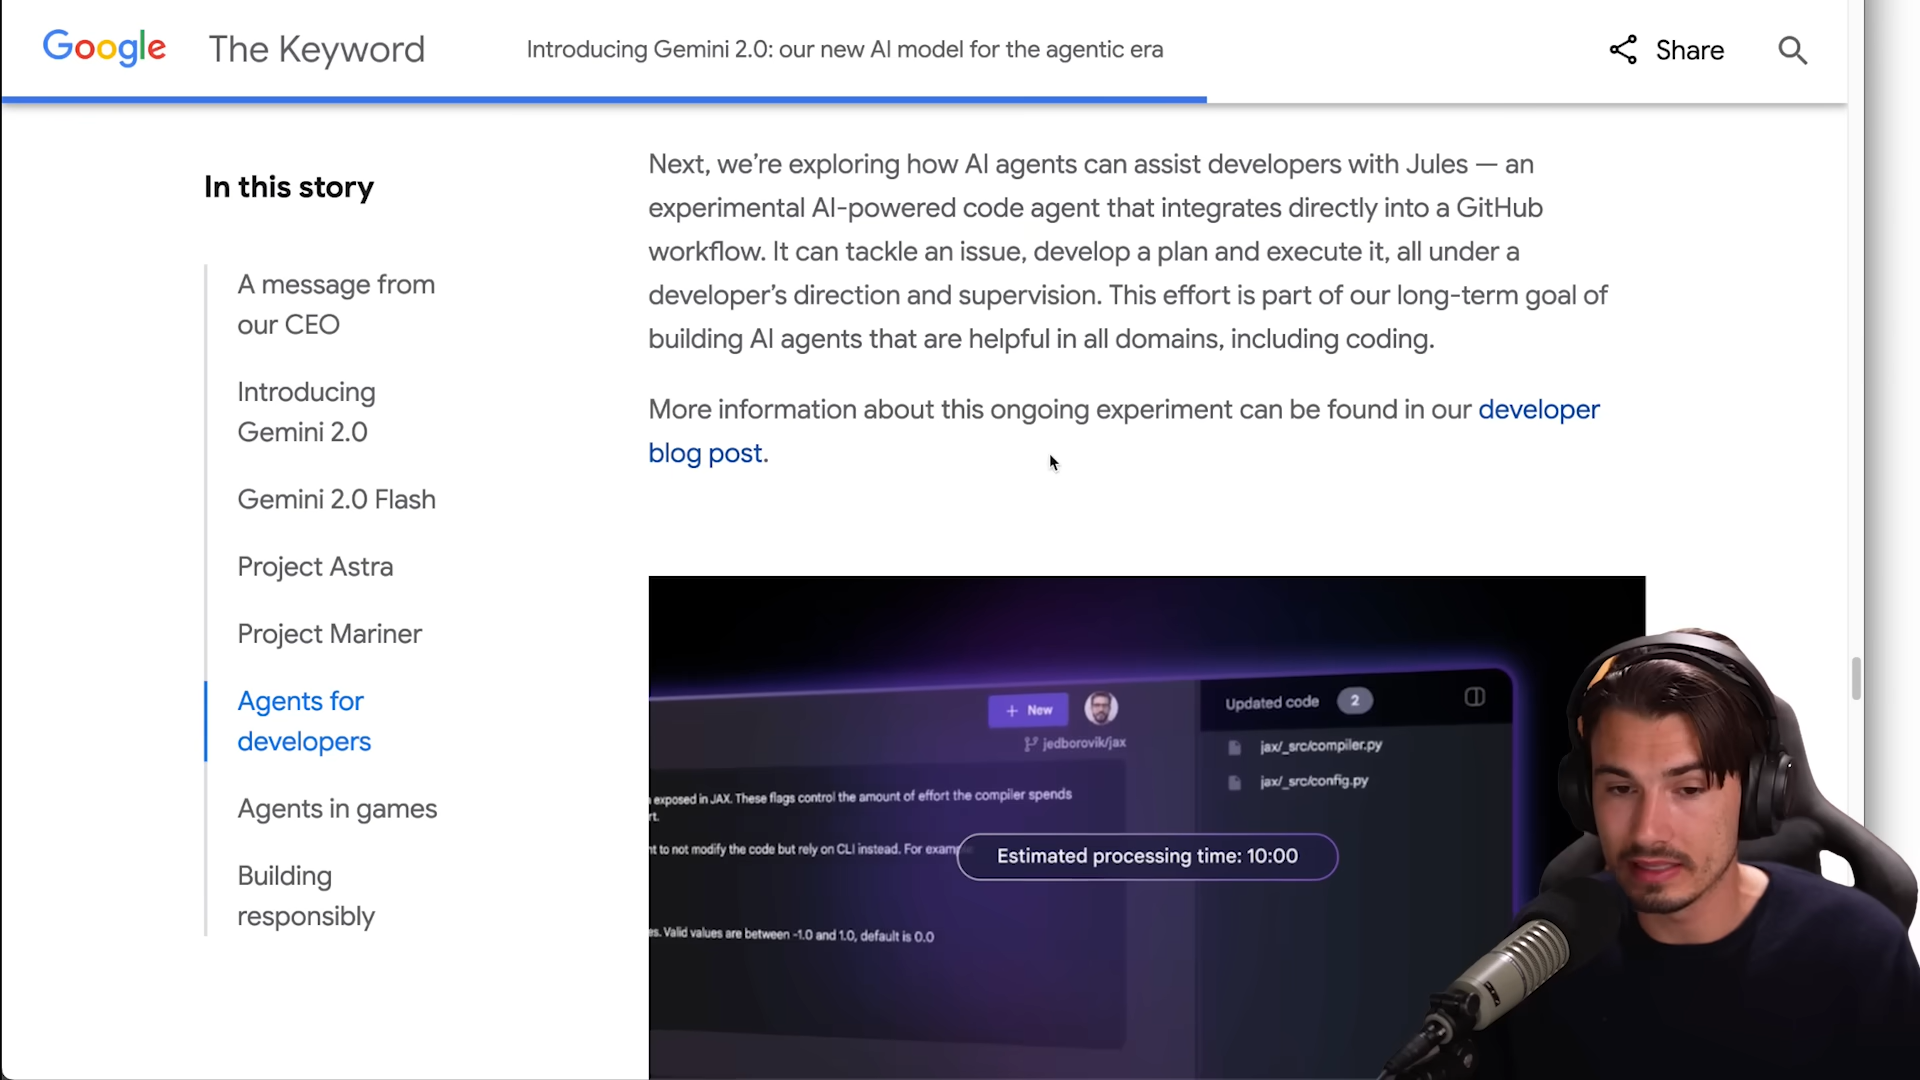 Google The Keyword Introducing Gemini 2.0: our new AI model for the agentic era Share
In this story
A message from
our CEO
Introducing
Gemini 2.0
Gemini 2.0 Flash
Project Astra
Project Mariner
Agents for
developers
Agents in games
Building
responsibly
Next, we’re exploring how AI agents can assist developers with Jules — an
experimental AI-powered code agent that integrates directly into a GitHub
workflow. It can tackle an issue, develop a plan and execute it, all under a
developer’s direction and supervision. This effort is part of our long-term goal of
building AI agents that are helpful in all domains, including coding.
More information about this ongoing experiment can be found in our developer
blog post.
+ New
jedborovik/jax
exposed in JAX. These flags control the amount of effort the compiler spends
rt.
nt to not modify the code but rely on CLI instead. For examp
es. Valid values are between -1.0 and 1.0, default is 0.0
Estimated processing time: 10:00
Updated code 2
jax/_src/compiler.py
jax/_src/config.py